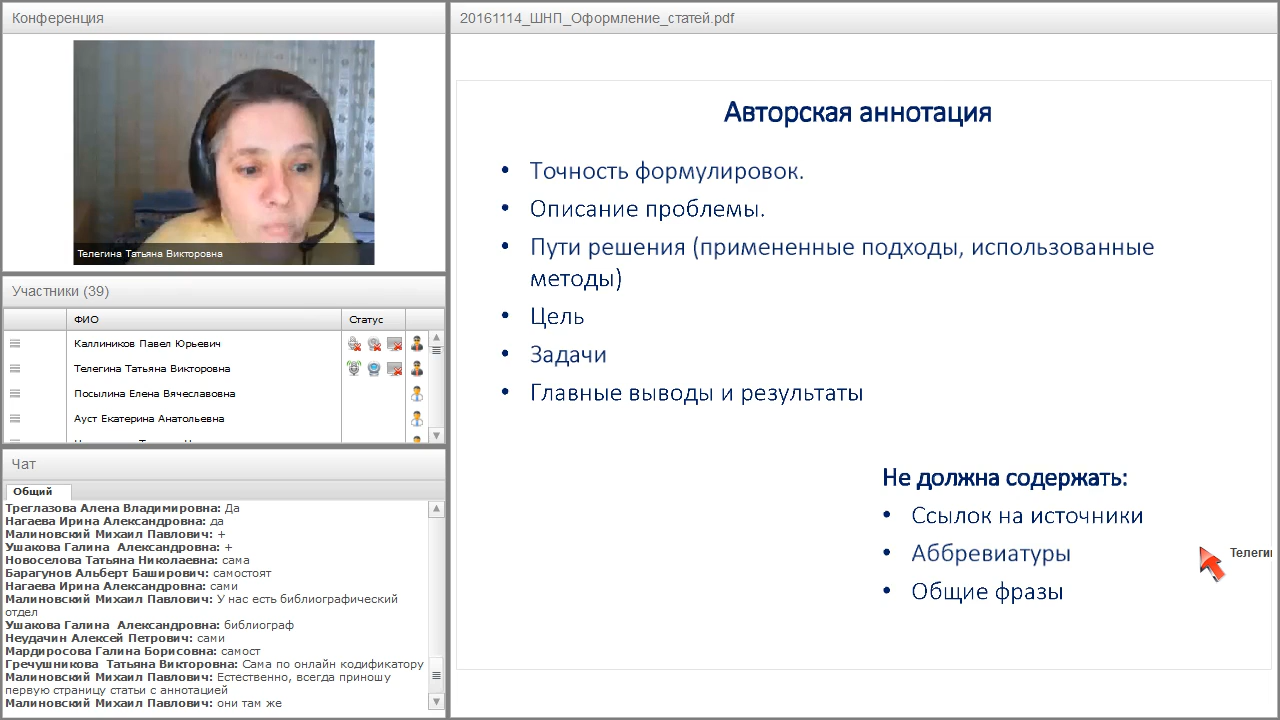 Конференция
Телегина Татьяна Викторовна
Участники (39)
ФИО
Статус
Каллиников Павел Юрьевич
Телегина Татьяна Викторовна
Посылина Елена Вячеславовна
Ауст Екатерина Анатольевна
Чат
Общий
Треглазова Алена Владимировна: Да
Нагаева Ирина Александровна: да
Малиновский Михаил Павлович: +
Ушакова Галина Александровна: +
Новоселова Татьяна Николаевна: сама
Барагунов Альберт Баширович: самостоят
Нагаева Ирина Александровна: сами
Малиновский Михаил Павлович: У нас есть библиографический
отдел
Ушакова Галина Александровна: библиограф
Неудачин Алексей Петрович: сами
Мардиросова Галина Борисовна: самост
Гречушникова Татьяна Викторовна: Сама по онлайн кодификатору
Малиновский Михаил Павлович: Естественно, всегда приношу
первую страницу статьи с аннотацией
Малиновский Михаил Павлович: они там же
20161114_ШНП_Оформление_статей.pdf
Авторская аннотация
• Точность формулировок.
• Описание проблемы.
• Пути решения (примененные подходы, использованные
методы)
• Цель
• Задачи
• Главные выводы и результаты
Не должна содержать:
• Ссылок на источники
• Аббревиатуры
• Общие фразы